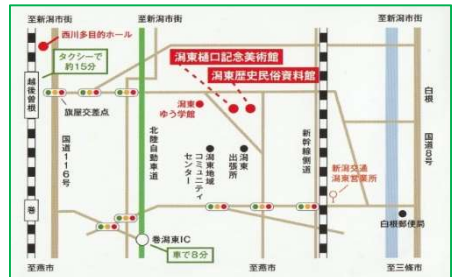 至新潟市街
至新潟市街
至新潟市街
西川多目的ホール
タクシーで
約15分
越後曽根
旗屋交差点
潟東樋口記念美術館
潟東歴史民俗資料館
潟東
ゆう学館
白根
国道116号
北陸自動車道
潟東地域
コミュニティ
センター
潟東
出張所
新幹線側道
国道8号
新潟交通
潟東営業所
巻
白根郵便局
巻潟東IC
車で8分
至燕市
至燕市
至三條市